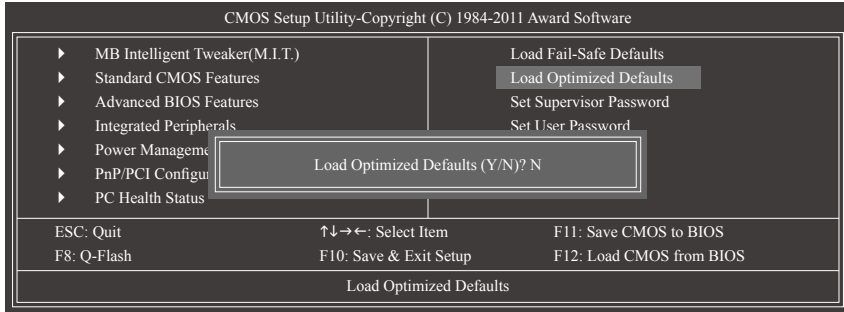 CMOS Setup Utility-Copyright (C) 1984-2011 Award Software
MB Intelligent Tweaker(M.I.T.)
Standard CMOS Features
Advanced BIOS Features
Integrated Peripherals
Power Manageme
PnP/PCI Configu
PC Health Status
Load Fail-Safe Defaults
Load Optimized Defaults
Set Supervisor Password
Set User Password
Load Optimized Defaults (Y/N)? N
ESC: Quit ↑↓→←: Select Item F11: Save CMOS to BIOS
F8: Q-Flash F10: Save & Exit Setup F12: Load CMOS from BIOS
Load Optimized Defaults